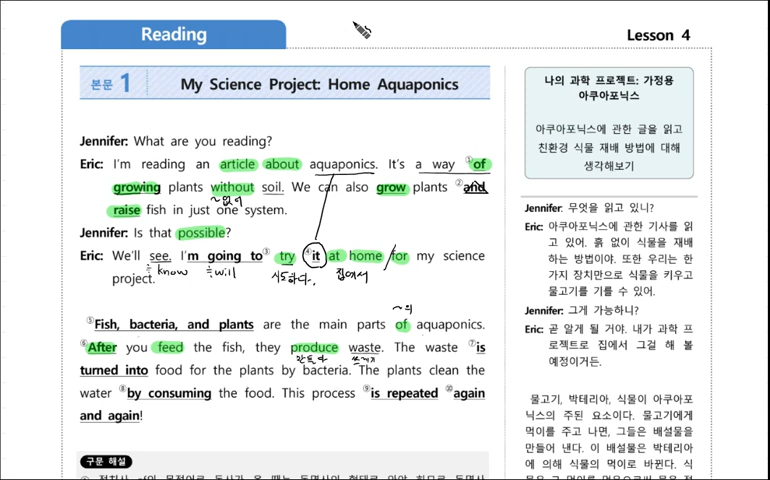 Reading
Lesson 4
본문 1 My Science Project: Home Aquaponics
Jennifer: What are you reading?
Eric: I'm reading an article about aquaponics. It's a way ①of
growing plants without soil. We can also grow plants ②and
~없이
raise fish in just one system.
Jennifer: Is that possible?
Eric: We'll see. I'm going to ③try ④it at home for my science
≒know ≒will 시도하다. 집에서
project.
~의
⑤Fish, bacteria, and plants are the main parts of aquaponics.
⑥After you feed the fish, they produce waste. The waste ⑦is
만든다 쓰레기
turned into food for the plants by bacteria. The plants clean the
water ⑧by consuming the food. This process ⑨is repeated ⑩again
and again!
구문 해설
나의 과학 프로젝트: 가정용
아쿠아포닉스
아쿠아포닉스에 관한 글을 읽고
친환경 식물 재배 방법에 대해
생각해보기
Jennifer: 무엇을 읽고 있니?
Eric: 아쿠아포닉스에 관한 기사를 읽
고 있어. 흙 없이 식물을 재배
하는 방법이야. 또한 우리는 한
가지 장치만으로 식물을 키우고
물고기를 기를 수 있어.
Jennifer: 그게 가능하니?
Eric: 곧 알게 될 거야. 내가 과학 프
로젝트로 집에서 그걸 해 볼
예정이거든.
물고기, 박테리아, 식물이 아쿠아포
닉스의 주된 요소이다. 물고기에게
먹이를 주고 나면, 그들은 배설물을
만들어 낸다. 이 배설물은 박테리아
에 의해 식물의 먹이로 바뀐다. 식